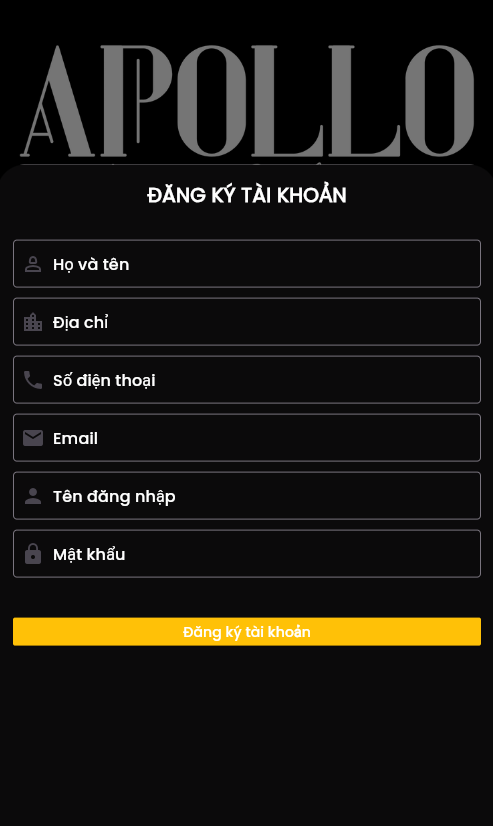 APOLLO
ĐĂNG KÝ TÀI KHOẢN
Họ và tên
Địa chỉ
Số điện thoại
Email
Tên đăng nhập
Mật khẩu
Đăng ký tài khoản